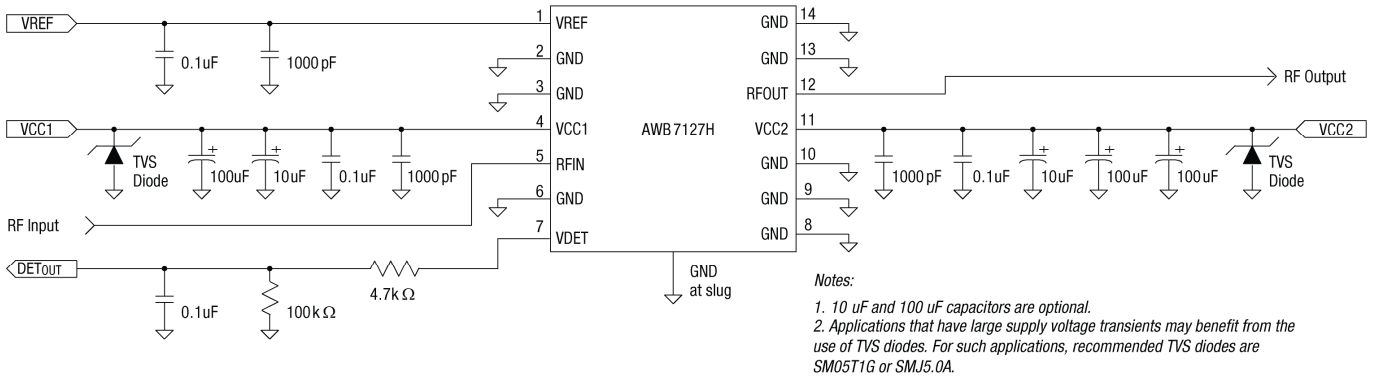 VREF
0.1uF
1000 pF
1 VREF
2 GND
3 GND
VCC1
4 VCC1
5 RFIN
6 GND
7 VDET
TVS
Diode
100uF
10uF
0.1uF
1000 pF
RF Input
DETOUT
0.1uF
100k Ω
4.7k Ω
AWB7127H
GND
at slug
GND 14
GND 13
RFOUT 12
VCC2 11
GND 10
GND 9
GND 8
RF Output
VCC2
1000 pF
0.1uF
10uF
100 uF
100 uF
TVS
Diode
Notes:
1. 10 uF and 100 uF capacitors are optional.
2. Applications that have large supply voltage transients may benefit from the
use of TVS diodes. For such applications, recommended TVS diodes are
SM05T1G or SMJ5.0A.